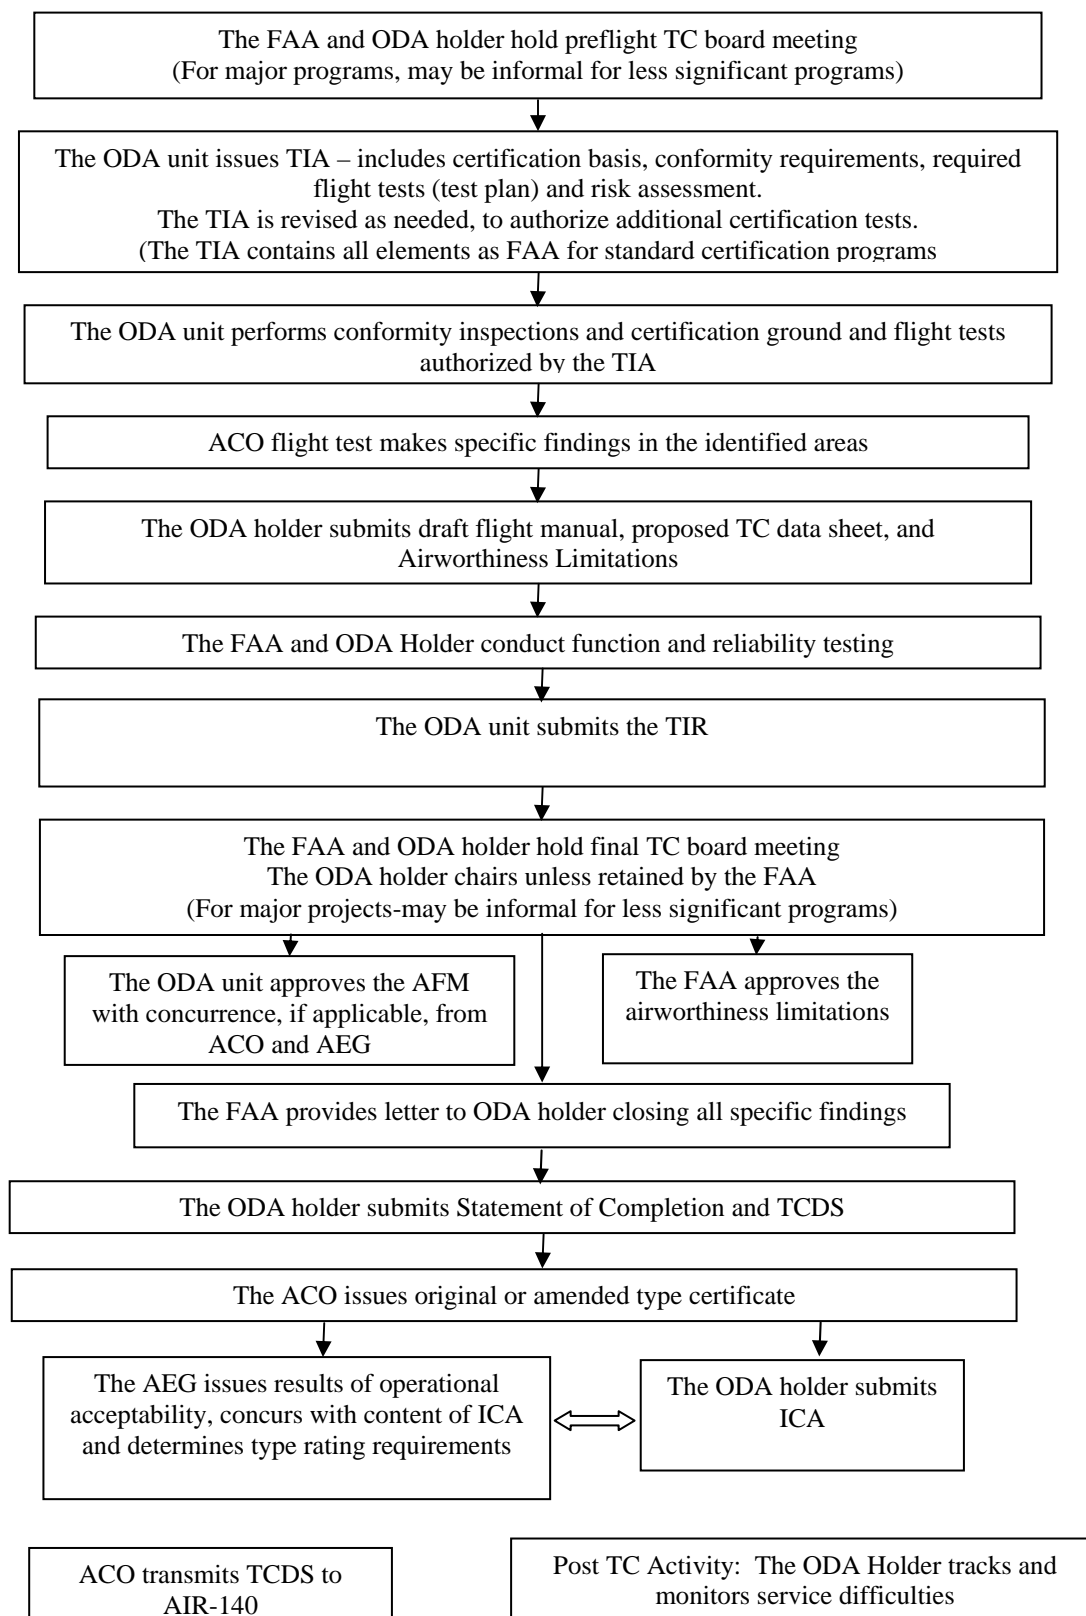 The FAA and ODA holder hold preflight TC board meeting
(For major programs, may be informal for less significant programs)
The ODA unit issues TIA – includes certification basis, conformity requirements, required
flight tests (test plan) and risk assessment.
The TIA is revised as needed, to authorize additional certification tests.
(The TIA contains all elements as FAA for standard certification programs
The ODA unit performs conformity inspections and certification ground and flight tests
authorized by the TIA
ACO flight test makes specific findings in the identified areas
The ODA holder submits draft flight manual, proposed TC data sheet, and
Airworthiness Limitations
The FAA and ODA Holder conduct function and reliability testing
The ODA unit submits the TIR
The FAA and ODA holder hold final TC board meeting
The ODA holder chairs unless retained by the FAA
(For major projects-may be informal for less significant programs)
The ODA unit approves the AFM
with concurrence, if applicable, from
ACO and AEG
The FAA approves the
airworthiness limitations
The FAA provides letter to ODA holder closing all specific findings
The ODA holder submits Statement of Completion and TCDS
The ACO issues original or amended type certificate
The AEG issues results of operational
acceptability, concurs with content of ICA
and determines type rating requirements
The ODA holder submits
ICA
ACO transmits TCDS to
AIR-140
Post TC Activity:  The ODA Holder tracks and
monitors service difficulties